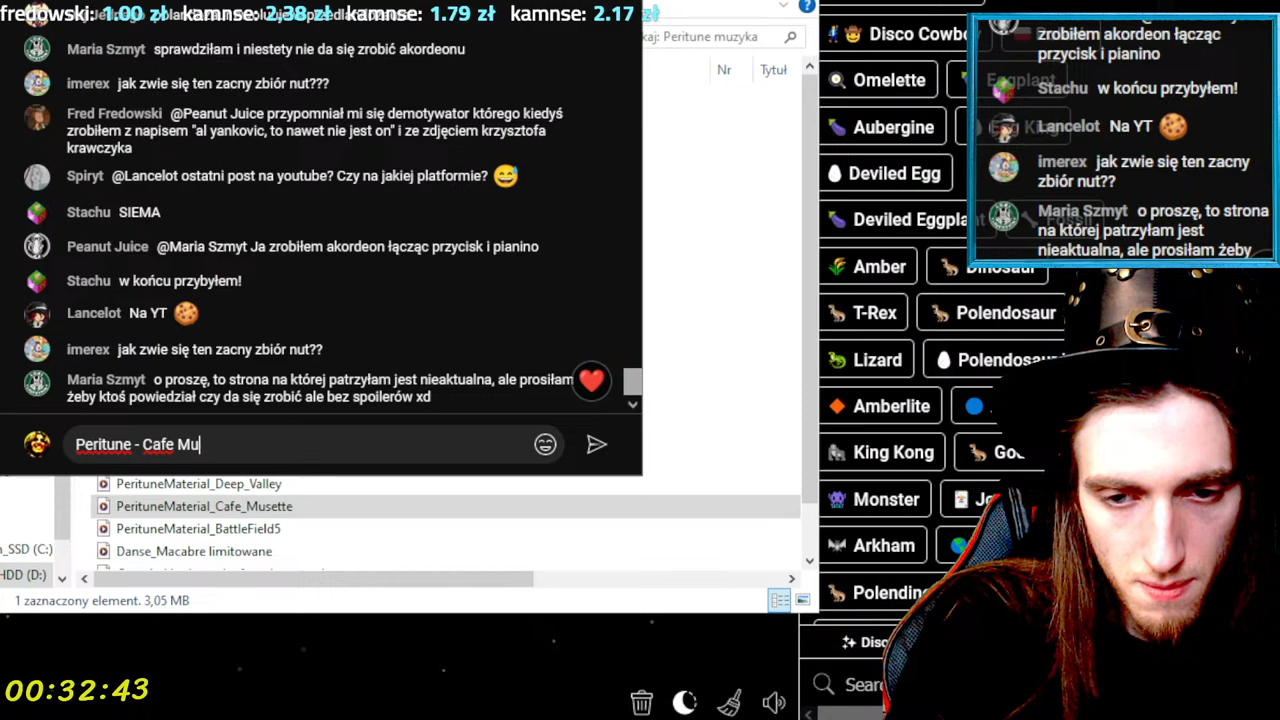 fredowski: 1.00 zł kamnse: 2.38 zł kamnse: 1.79 zł kamnse: 2.17 zł
Maria Szmyt sprawdziłam i niestety nie da się zrobić akordeonu
imerex jak zwie się ten zacny zbiór nut???
Fred Fredowski @Peanut Juice przypomniał mi się demotywator którego kiedyś
zrobiłem z napisem "al yankovic, to nawet nie jest on" i ze zdjęciem krzysztofa
krawczyka
Spiryt @Lancelot ostatni post na youtube? Czy na jakiej platformie? 😅
Stachu SIEMA
Peanut Juice @Maria Szmyt Ja zrobiłem akordeon łącząc przycisk i pianino
Stachu w końcu przybyłem!
Lancelot Na YT 🍪
imerex jak zwie się ten zacny zbiór nut??
Maria Szmyt o proszę, to strona na której patrzyłam jest nieaktualna, ale prosiłam
żeby ktoś powiedział czy da się zrobić ale bez spoilerów xd
Peritune - Cafe Mu
kaj: Peritune muzyka
Nr Tytuł
PerituneMaterial_Deep_Valley
PerituneMaterial_Cafe_Musette
PerituneMaterial_BattleField5
Danse_Macabre limitowane
_SSD (C:)
HDD (D:)
1 zaznaczony element. 3,05 MB
00:32:43
Disco Cowbo
Omelette
Eggplant
Aubergine
Egg King
Deviled Egg
Deviled Eggplant
Fossil
Amber
Dinosaur
T-Rex
Polendosaur
Lizard
Polendosa
Amberlite
King Kong
Monster
Arkham
✨ Disc
Sear
zrobiłem akordeon łącząc
przycisk i pianino
Stachu w końcu przybyłem!
Lancelot Na YT 🍪
imerex jak zwie się ten zacny
zbiór nut??
Maria Szmyt o proszę, to strona
na której patrzyłam jest
nieaktualna, ale prosiłam żeby